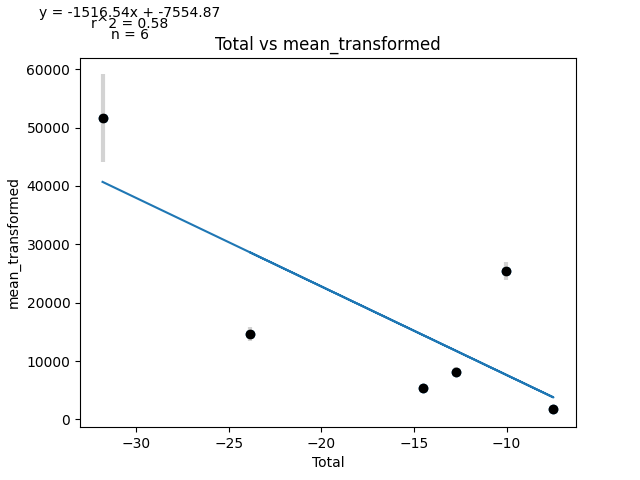 y = -1516.54x + -7554.87
r^2 = 0.58
n = 6
Total vs mean_transformed
60000
50000
40000
30000
20000
10000
0
mean_transformed
−30
−25
−20
−15
−10
Total